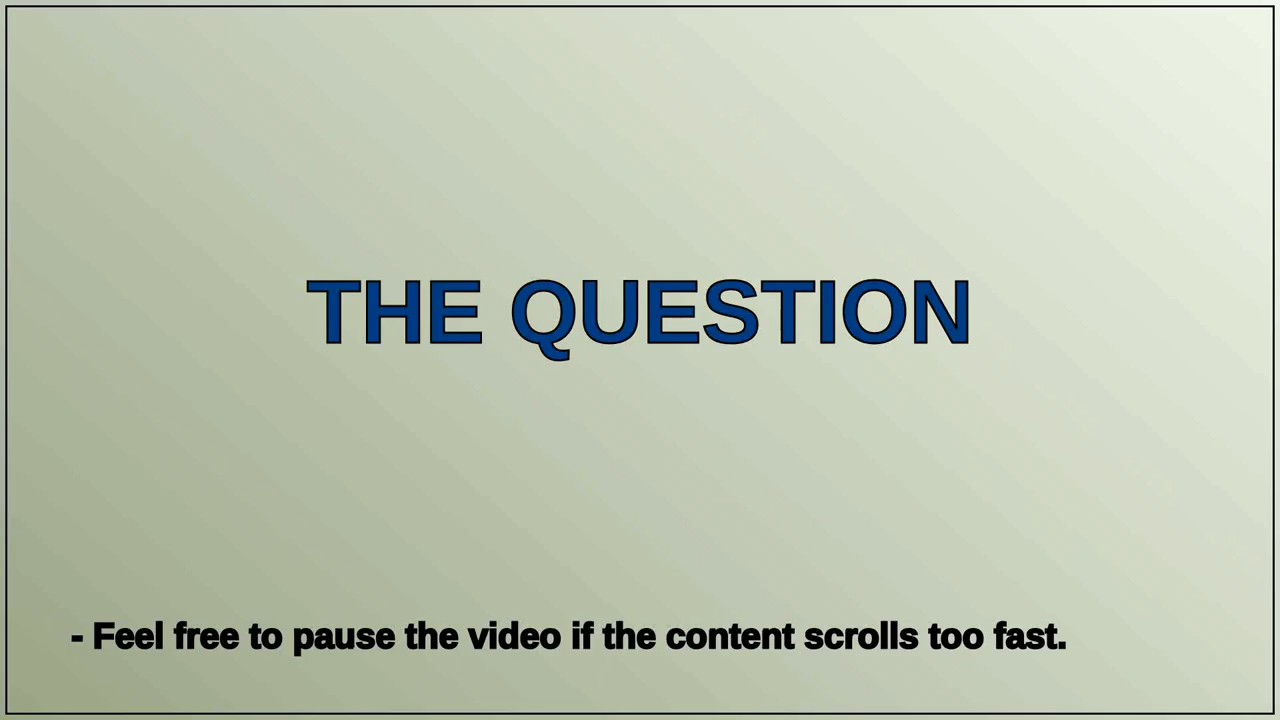 THE QUESTION
- Feel free to pause the video if the content scrolls too fast.